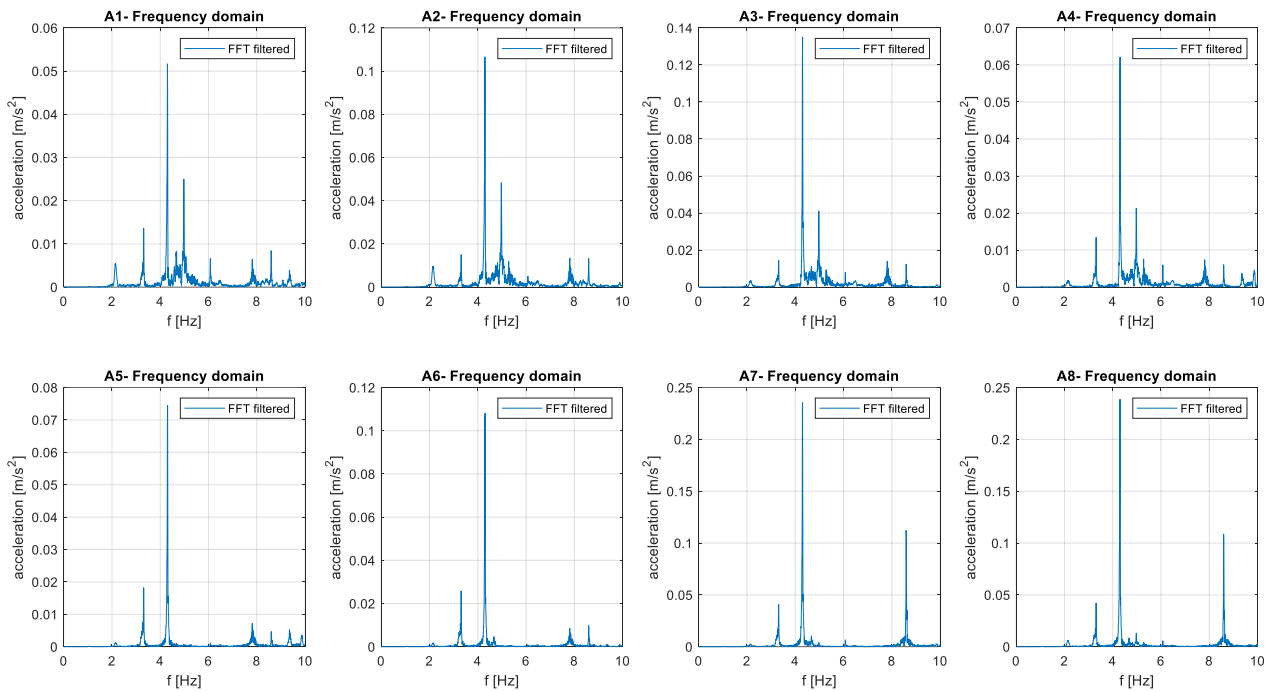 A1- Frequency domain
FFT filtered
acceleration [m/s²]
0.06
0.05
0.04
0.03
0.02
0.01
0
0 2 4 6 8 10
f [Hz]
A2- Frequency domain
FFT filtered
acceleration [m/s²]
0.12
0.1
0.08
0.06
0.04
0.02
0
0 2 4 6 8 10
f [Hz]
A3- Frequency domain
FFT filtered
acceleration [m/s²]
0.14
0.12
0.1
0.08
0.06
0.04
0.02
0
0 2 4 6 8 10
f [Hz]
A4- Frequency domain
FFT filtered
acceleration [m/s²]
0.07
0.06
0.05
0.04
0.03
0.02
0.01
0
0 2 4 6 8 10
f [Hz]
A5- Frequency domain
FFT filtered
acceleration [m/s²]
0.08
0.07
0.06
0.05
0.04
0.03
0.02
0.01
0
0 2 4 6 8 10
f [Hz]
A6- Frequency domain
FFT filtered
acceleration [m/s²]
0.12
0.1
0.08
0.06
0.04
0.02
0
0 2 4 6 8 10
f [Hz]
A7- Frequency domain
FFT filtered
acceleration [m/s²]
0.25
0.2
0.15
0.1
0.05
0
0 2 4 6 8 10
f [Hz]
A8- Frequency domain
FFT filtered
acceleration [m/s²]
0.25
0.2
0.15
0.1
0.05
0
0 2 4 6 8 10
f [Hz]